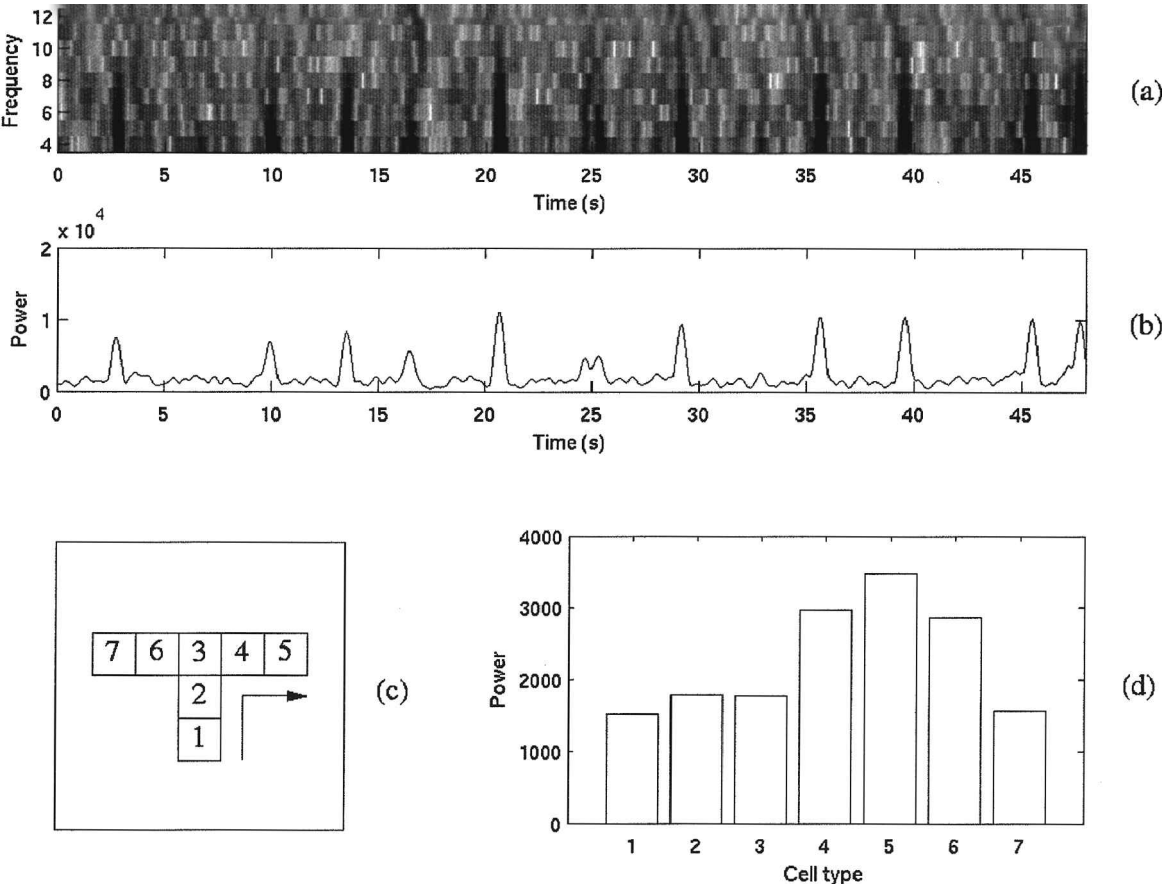 12
10
8
6
4
Frequency
0 5 10 15 20 25 30 35 40 45
Time (s)
(a)
x 10^4
2
1
0
Power
0 5 10 15 20 25 30 35 40 45
Time (s)
(b)
7 6 3 4 5
2
1
(c)
4000
3000
2000
1000
0
Power
1 2 3 4 5 6 7
Cell type
(d)